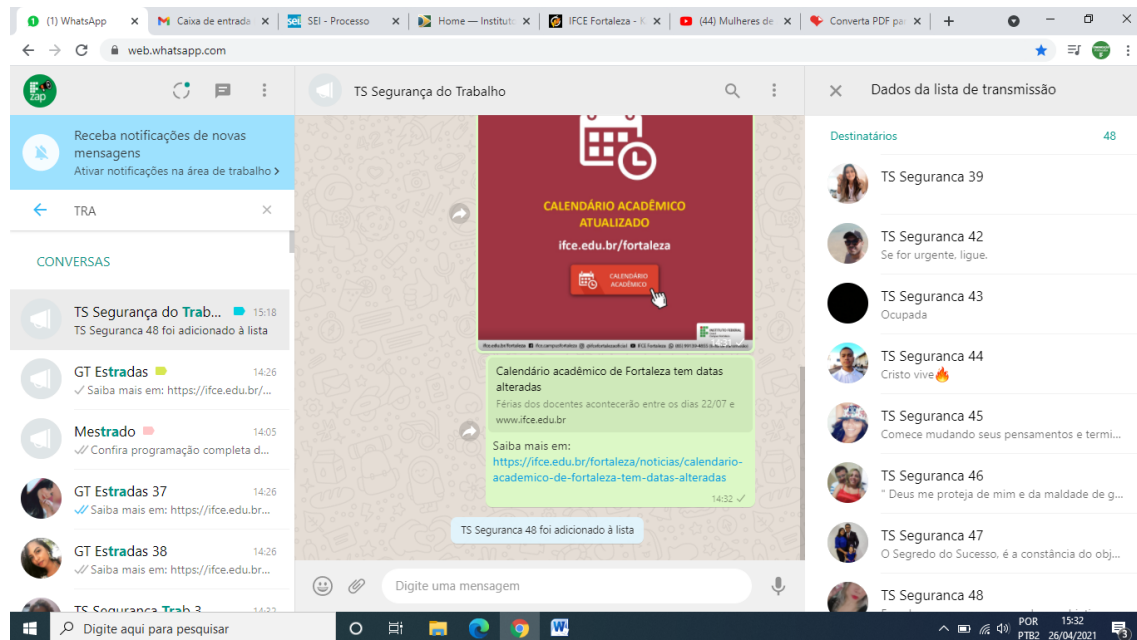 (1) WhatsApp
Caixa de entrada
SEI - Processo
Home — Institut
IFCE Fortaleza - K
(44) Mulheres de
Converta PDF par
web.whatsapp.com
zap
Receba notificações de novas
mensagens
Ativar notificações na área de trabalho >
TRA
CONVERSAS
TS Segurança do Trab... 15:18
TS Seguranca 48 foi adicionado à lista
GT Estradas 14:26
Saiba mais em: https://ifce.edu.br/...
Mestrado 14:05
Confira programação completa d...
GT Estradas 37 14:26
Saiba mais em: https://ifce.edu.br...
GT Estradas 38 14:26
Saiba mais em: https://ifce.edu.br...
TS Seguranca Trab 3 14:32
TS Segurança do Trabalho
CALENDÁRIO ACADÊMICO
ATUALIZADO
ifce.edu.br/fortaleza
CALENDÁRIO
ACADÊMICO
INSTITUTO FEDERAL
14:31
Calendário acadêmico de Fortaleza tem datas
alteradas
Férias dos docentes acontecerão entre os dias 22/07 e
www.ifce.edu.br
Saiba mais em:
https://ifce.edu.br/fortaleza/noticias/calendario-
academico-de-fortaleza-tem-datas-alteradas
14:32
TS Seguranca 48 foi adicionado à lista
Digite uma mensagem
Dados da lista de transmissão
Destinatários 48
TS Seguranca 39
TS Seguranca 42
Se for urgente, ligue.
TS Seguranca 43
Ocupada
TS Seguranca 44
Cristo vive🔥
TS Seguranca 45
Comece mudando seus pensamentos e termi...
TS Seguranca 46
" Deus me proteja de mim e da maldade de g...
TS Seguranca 47
O Segredo do Sucesso, é a constância do obj...
TS Seguranca 48
Digite aqui para pesquisar
POR
PTB2
15:32
26/04/2021